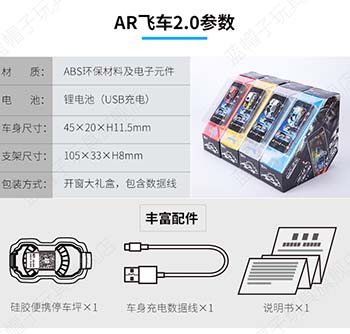 AR飞车2.0参数
材 质： ABS环保材料及电子元件
电 池： 锂电池（USB充电）
车身尺寸： 45×20×H11.5mm
支架尺寸： 105×33×H8mm
包装方式： 开窗大礼盒，包含数据线
丰富配件
硅胶便携停车坪×1
车身充电数据线×1
说明书×1